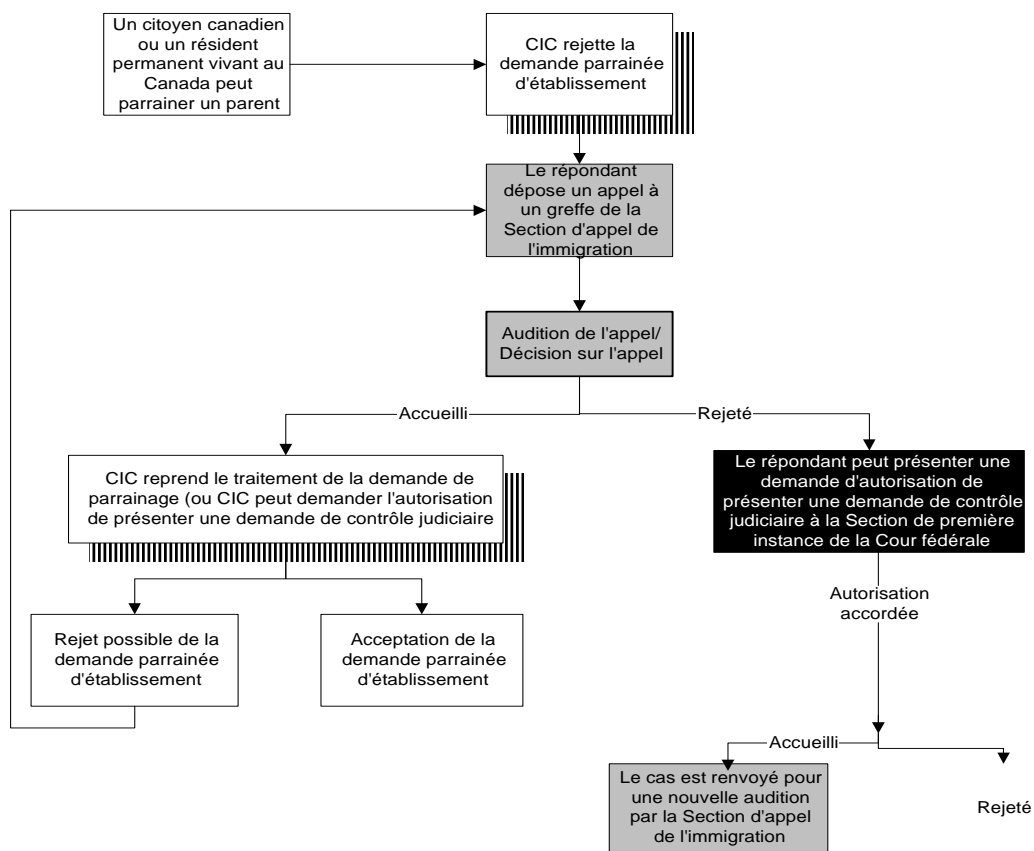 Un citoyen canadien
ou un résident
permanent vivant au
Canada peut
parrainer un parent
CIC rejette la
demande parrainée
d'établissement
Le répondant
dépose un appel à
un greffe de la
Section d'appel de
l'immigration
Audition de l'appel/
Décision sur l'appel
Accueilli
Rejeté
CIC reprend le traitement de la demande de
parrainage (ou CIC peut demander l'autorisation
de présenter une demande de contrôle judiciaire
Le répondant peut présenter une
demande d'autorisation de
présenter une demande de contrôle
judiciaire à la Section de première
instance de la Cour fédérale
Autorisation
accordée
Rejet possible de la
demande parrainée
d'établissement
Acceptation de la
demande parrainée
d'établissement
Accueilli
Le cas est renvoyé pour
une nouvelle audition
par la Section d'appel
de l'immigration
Rejeté